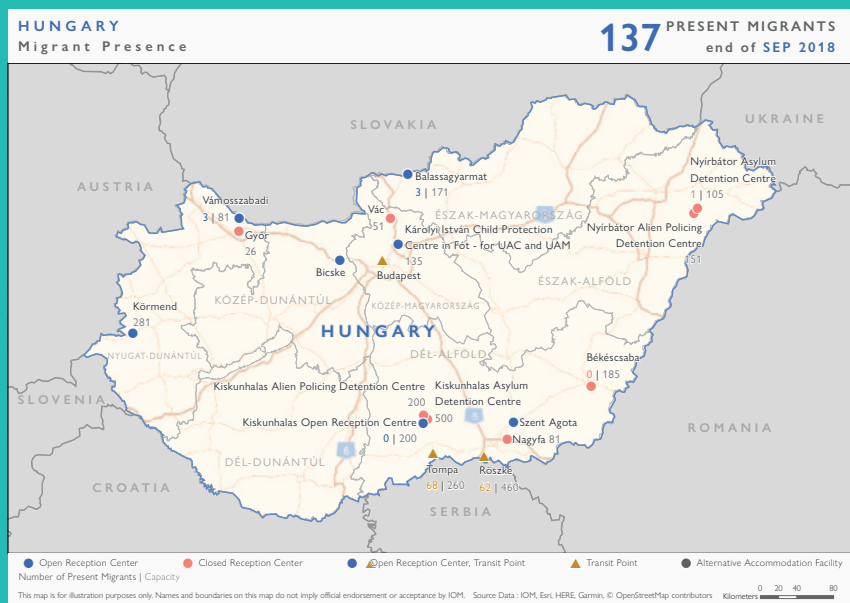 HUNGARY
Migrant Presence
137 PRESENT MIGRANTS
end of SEP 2018
SLOVAKIA
UKRAINE
AUSTRIA
Balassagyarmat
3 | 171
Nyirbátor Asylum
Detention Centre
1 | 105
Vámosszabadi
3 | 81
Győr
26
Vác
51
ÉSZAK-MAGYARORSZÁG
Károlyi István Child Protection
Centre in Fót - for UAC and UAM
135
Nyirbátor Alien Policing
Detention Centre
151
Bicske
Budapest
ÉSZAK-ALFÖLD
KÖZÉP-DUNÁNTÚL
KÖZÉP-MAGYARORSZÁG
Körmend
281
HUNGARY
NYUGAT-DUNÁNTÚL
DÉL-ALFÖLD
Békéscsaba
0 | 185
SLOVENIA
Kiskunhalas Alien Policing Detention Centre
200
Kiskunhalas Asylum
Detention Centre
500
Kiskunhalas Open Reception Centre
0 | 200
Szent Agota
Nagyfa 81
ROMANIA
5
6
DÉL-DUNÁNTÚL
Tompa
68 | 260
Röszke
62 | 460
CROATIA
SERBIA
Open Reception Center
Closed Reception Center
Open Reception Center, Transit Point
Transit Point
Alternative Accommodation Facility
Number of Present Migrants | Capacity
This map is for illustration purposes only. Names and boundaries on this map do not imply official endorsement or acceptance by IOM. Source Data : IOM, Esri, HERE, Garmin, © OpenStreetMap contributors
Kilometers 0 20 40 80